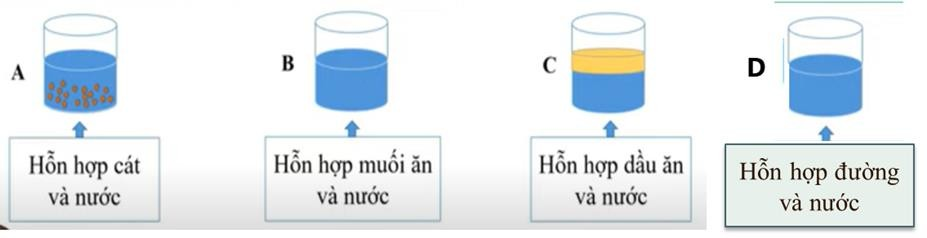 A
Hỗn hợp cát
và nước
B
Hỗn hợp muối ăn
và nước
C
Hỗn hợp dầu ăn
và nước
D
Hỗn hợp đường
và nước